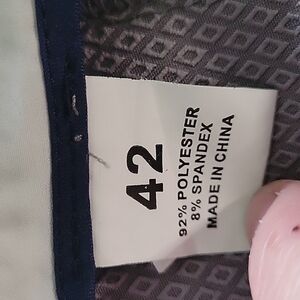 42
92% POLYESTER
8% SPANDEX
MADE IN CHINA